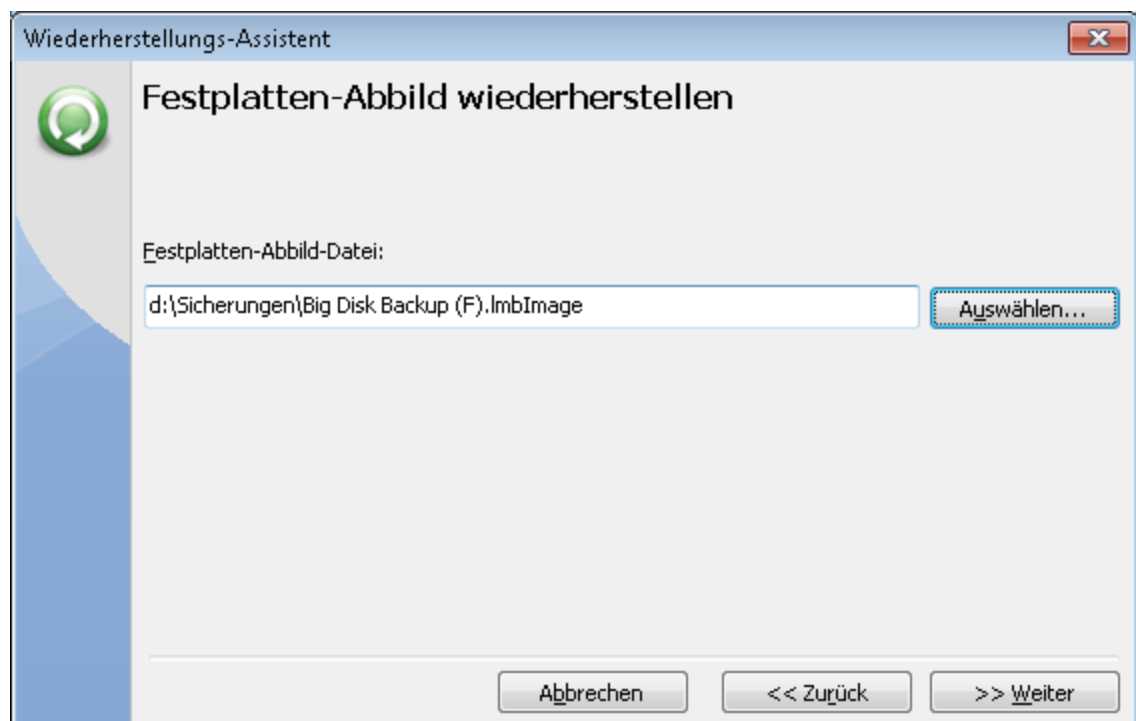 Wiederherstellungs-Assistent
Festplatten-Abbild wiederherstellen
Festplatten-Abbild-Datei:
d:\Sicherungen\Big Disk Backup (F).lmbImage
Auswählen...
Abbrechen
<< Zurück
>> Weiter